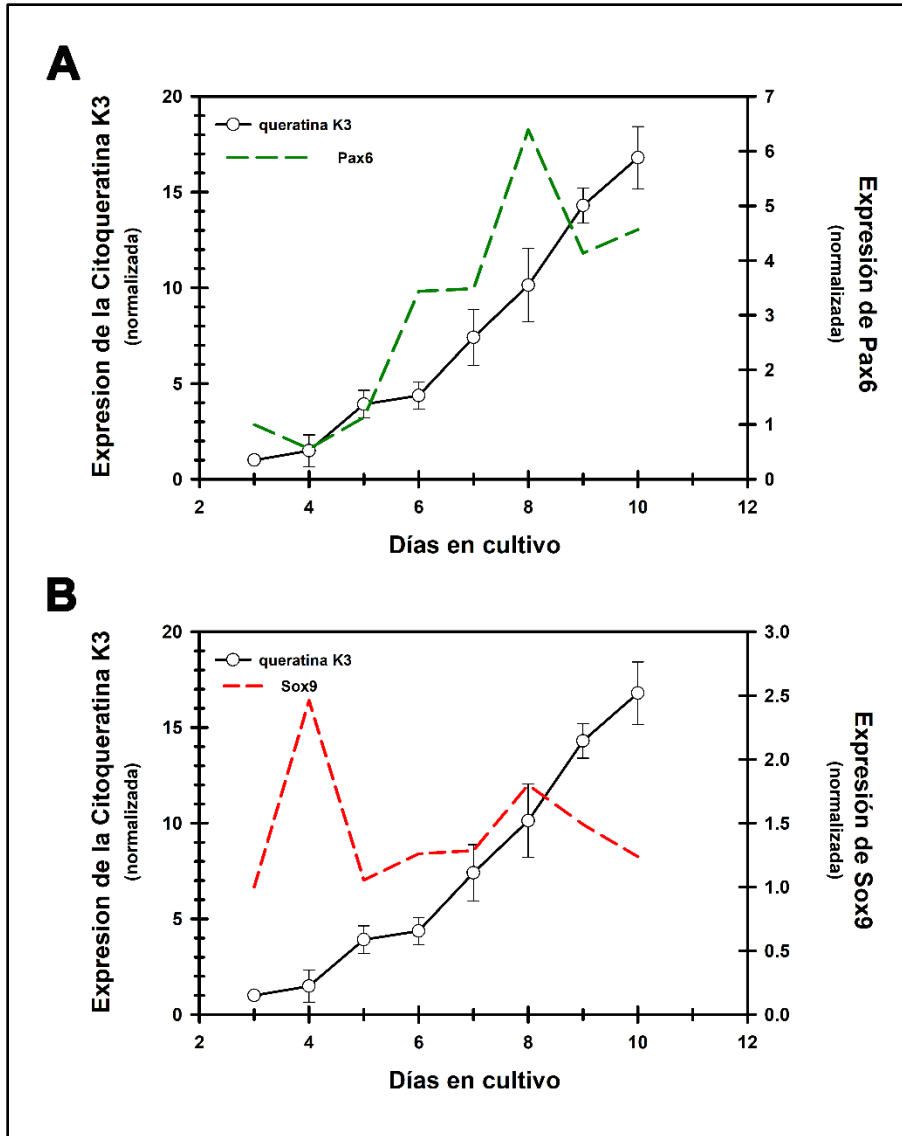 A
Expresion de la Citoqueratina K3
(normalizado)
20
15
10
5
0
queratina K3
Pax6
7
6
5
4
3
2
1
0
Expresión de Pax6
(normalizada)
2 4 6 8 10 12
Días en cultivo
B
Expresion de la Citoqueratina K3
(normalizado)
20
15
10
5
0
queratina K3
Sox9
3.0
2.5
2.0
1.5
1.0
0.5
0.0
Expresión de Sox9
(normalizada)
2 4 6 8 10 12
Días en cultivo